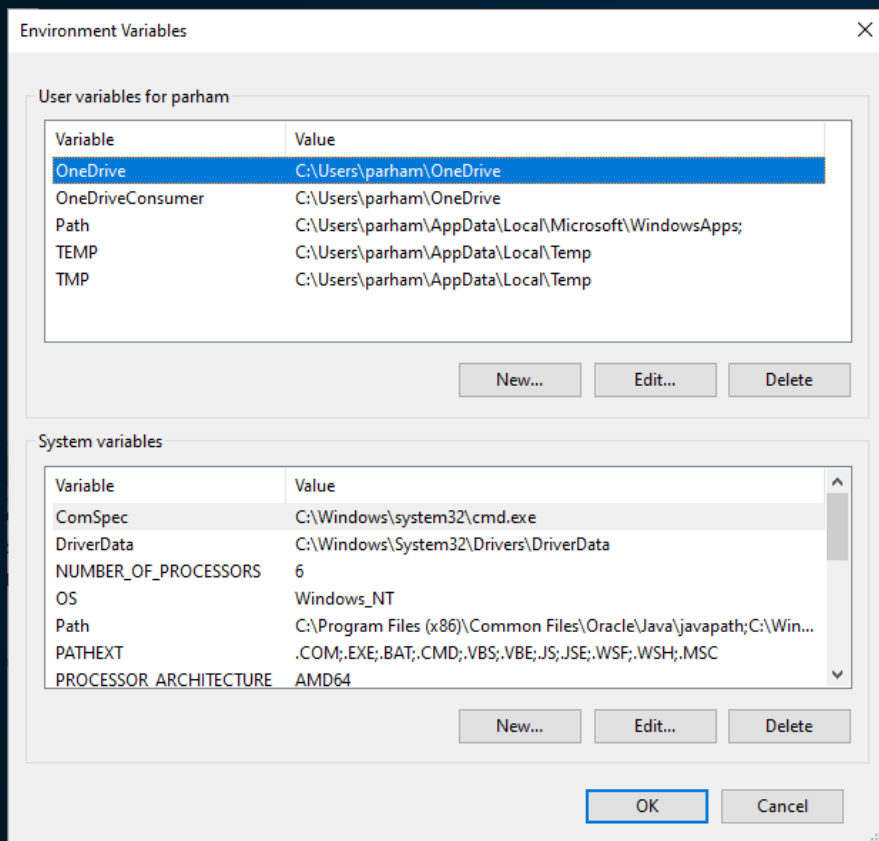 Environment Variables
User variables for parham
Variable Value
OneDrive C:\Users\parham\OneDrive
OneDriveConsumer C:\Users\parham\OneDrive
Path C:\Users\parham\AppData\Local\Microsoft\WindowsApps;
TEMP C:\Users\parham\AppData\Local\Temp
TMP C:\Users\parham\AppData\Local\Temp
New... Edit... Delete
System variables
Variable Value
ComSpec C:\Windows\system32\cmd.exe
DriverData C:\Windows\System32\Drivers\DriverData
NUMBER_OF_PROCESSORS 6
OS Windows_NT
Path C:\Program Files (x86)\Common Files\Oracle\Java\javapath;C:\Win...
PATHEXT .COM;.EXE;.BAT;.CMD;.VBS;.VBE;.JS;.JSE;.WSF;.WSH;.MSC
PROCESSOR_ARCHITECTURE AMD64
New... Edit... Delete
OK Cancel